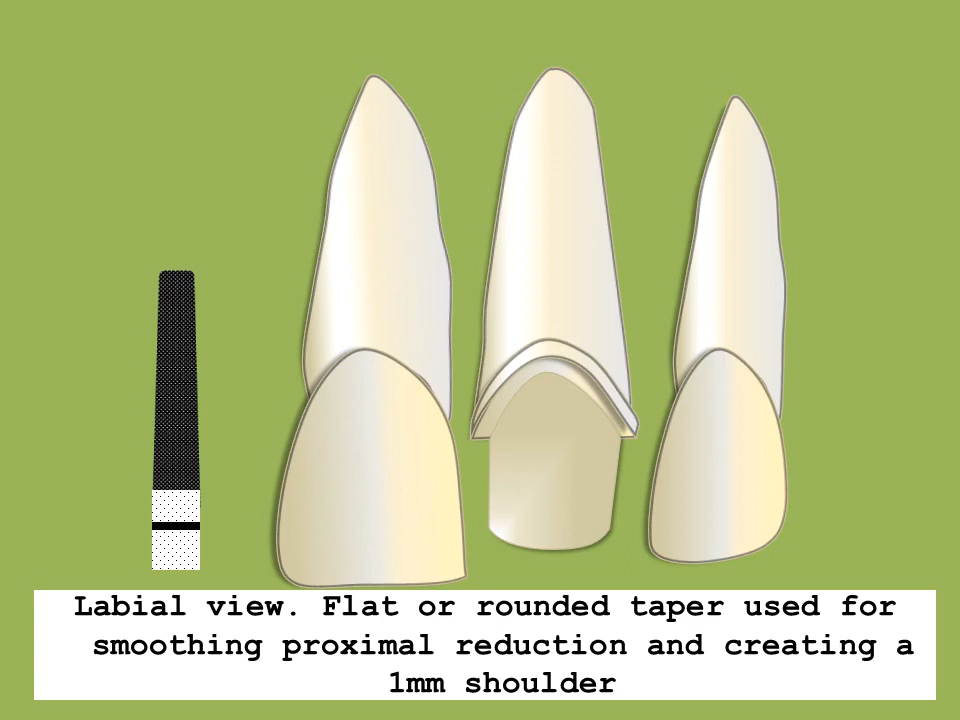 Labial view. Flat or rounded taper used for
smoothing proximal reduction and creating a
1mm shoulder